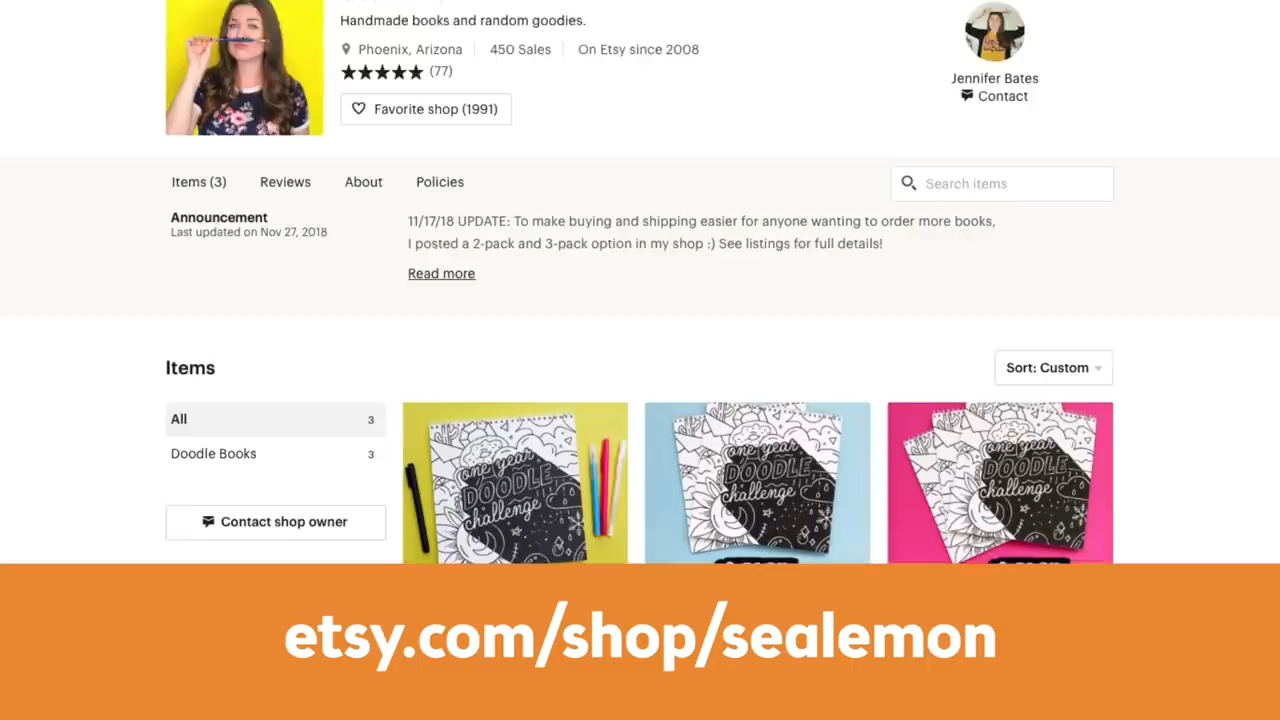 Handmade books and random goodies.
Phoenix, Arizona
450 Sales
On Etsy since 2008
(77)
Favorite shop (1991)
Jennifer Bates
Contact
Items (3)
Reviews
About
Policies
Search items
Announcement
Last updated on Nov 27, 2018
11/17/18 UPDATE: To make buying and shipping easier for anyone wanting to order more books,
I posted a 2-pack and 3-pack option in my shop :) See listings for full details!
Read more
Items
Sort: Custom
All
3
Doodle Books
3
Contact shop owner
one year
DOODLE
challenge
one year
DOODLE
challenge
one year
DOODLE
challenge
etsy.com/shop/sealemon